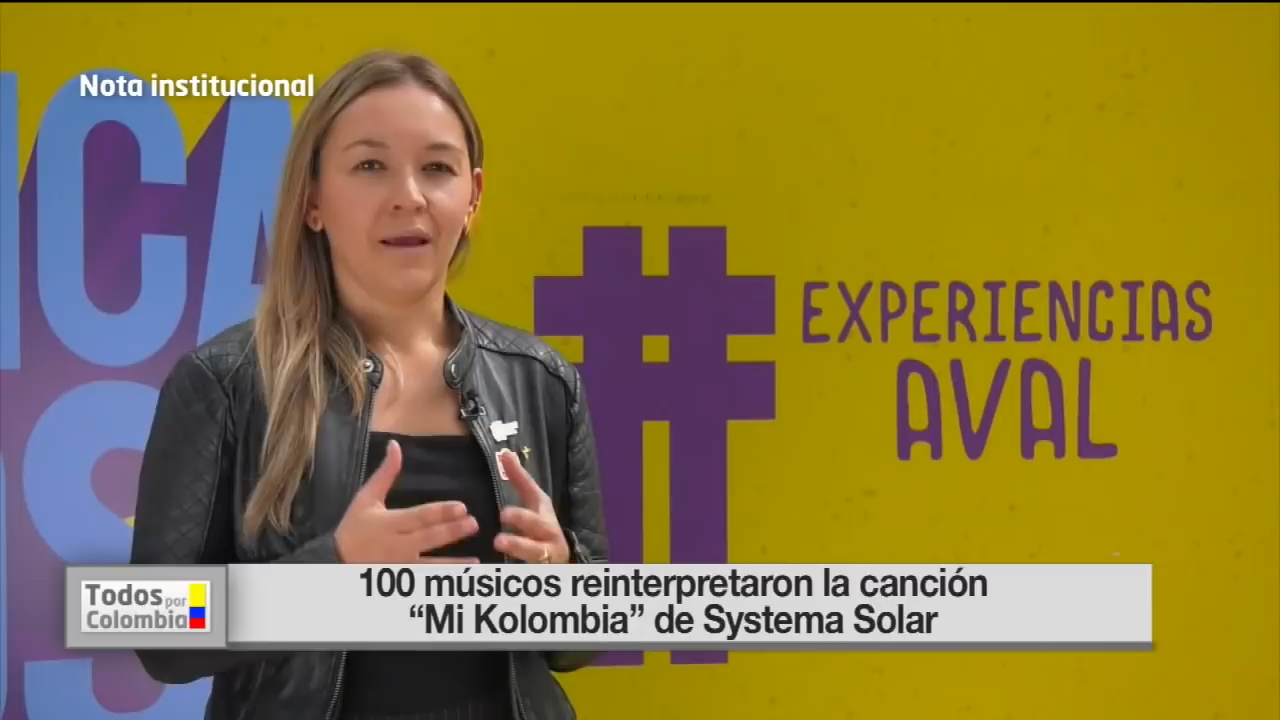 Nota institucional
EXPERIENCIAS
AVAL
Todos por
Colombia
100 músicos reinterpretaron la canción
“Mi Kolombia” de Systema Solar